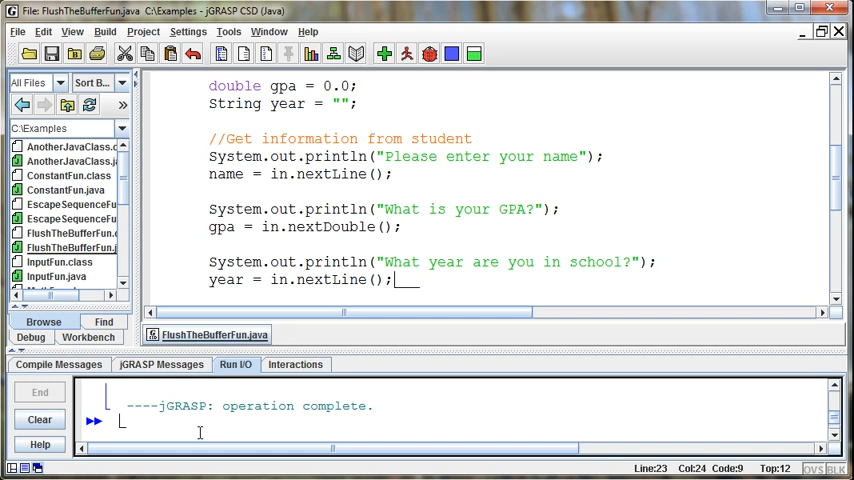 File: FlushTheBufferFun.java  C:\Examples - jGRASP CSD (Java)
File Edit View Build Project Settings Tools Window Help
All Files Sort B...
C:\Examples
AnotherJavaClass.c
AnotherJavaClass.ja
ConstantFun.class
ConstantFun.java
EscapeSequenceFu
EscapeSequenceFu
FlushTheBufferFun.c
FlushTheBufferFun.j
InputFun.class
InputFun.java
Browse Find
Debug Workbench
double gpa = 0.0;
String year = "";
//Get information from student
System.out.println("Please enter your name");
name = in.nextLine();
System.out.println("What is your GPA?");
gpa = in.nextDouble();
System.out.println("What year are you in school?");
year = in.nextLine();
FlushTheBufferFun.java
Compile Messages jGRASP Messages Run I/O Interactions
End
Clear
Help
----jGRASP: operation complete.
Line:23 Col:24 Code:9 Top:12 OVS BLK